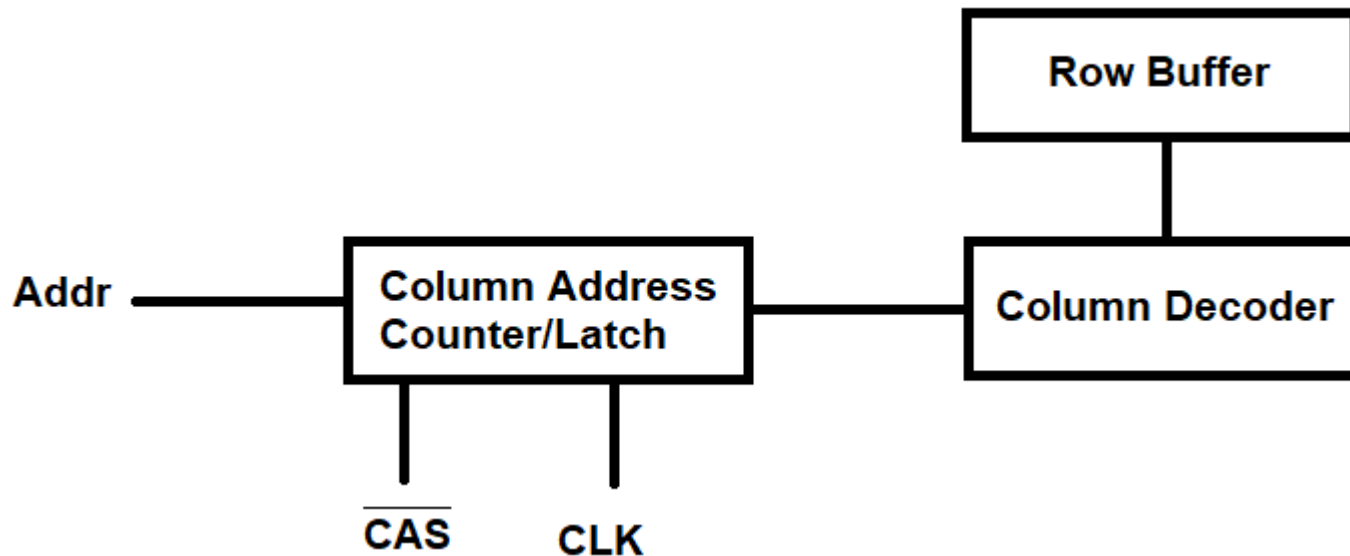 Row Buffer
Addr
Column Address
Counter/Latch
Column Decoder
CAS
CLK